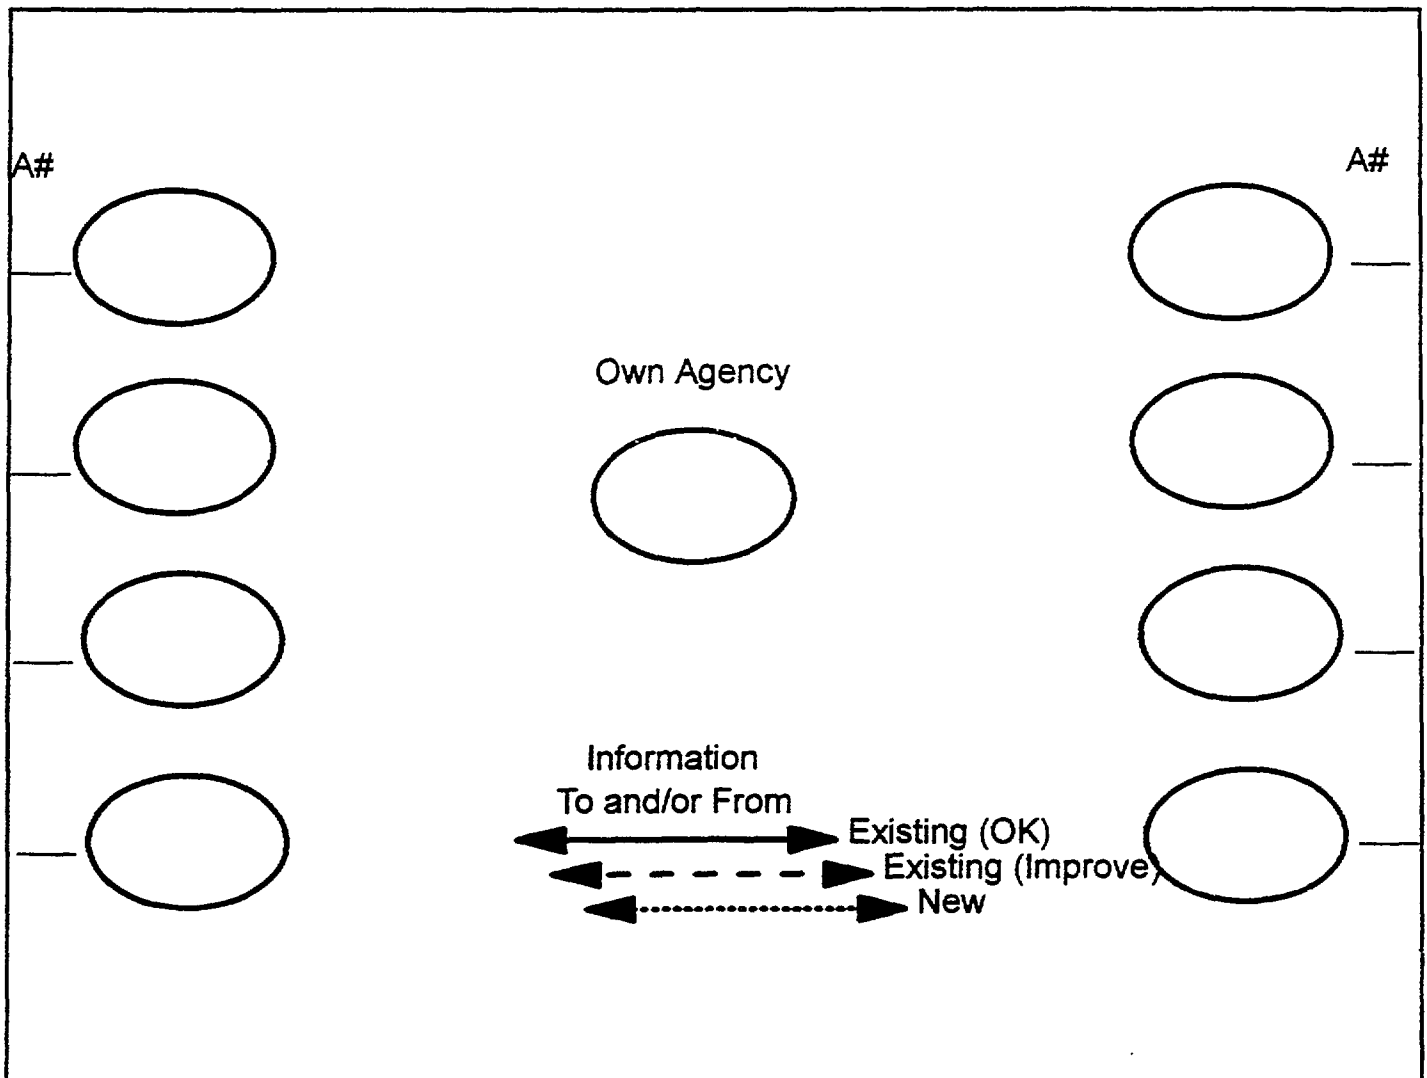 A#
A#
Own Agency
Information
To and/or From
Existing (OK)
Existing (Improve)
New